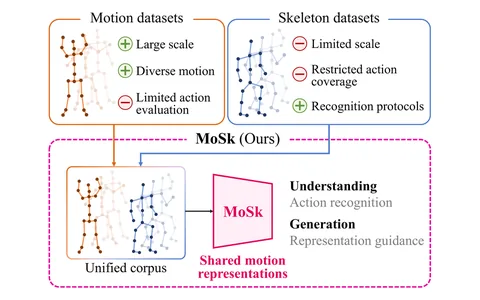 Motion datasets
Large scale
Diverse motion
Limited action
evaluation
Skeleton datasets
Limited scale
Restricted action
coverage
Recognition protocols
MoSk (Ours)
Unified corpus
MoSk
Shared motion
representations
Understanding
Action recognition
Generation
Representation guidance